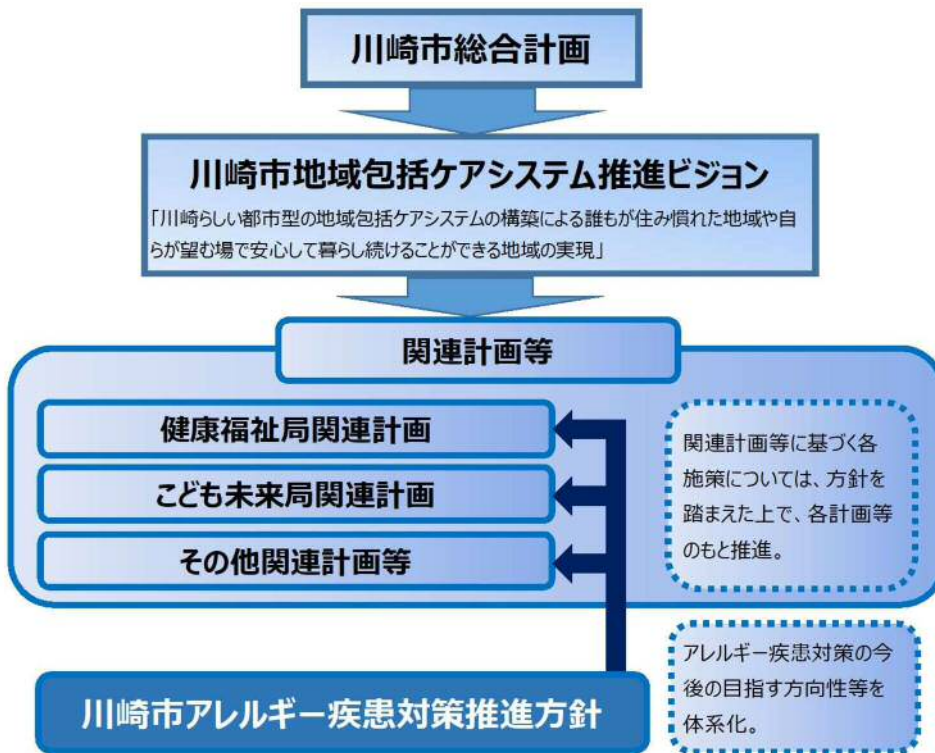 川崎市総合計画
川崎市地域包括ケアシステム推進ビジョン
「川崎らしい都市型の地域包括ケアシステムの構築による誰もが住み慣れた地域や自
らが望む場で安心して暮らし続けることができる地域の実現」
関連計画等
健康福祉局関連計画
こども未来局関連計画
その他関連計画等
関連計画等に基づく各
施策については、方針を
踏まえた上で、各計画等
のもと推進。
川崎市アレルギー疾患対策推進方針
アレルギー疾患対策の今
後の目指す方向性等を
体系化。